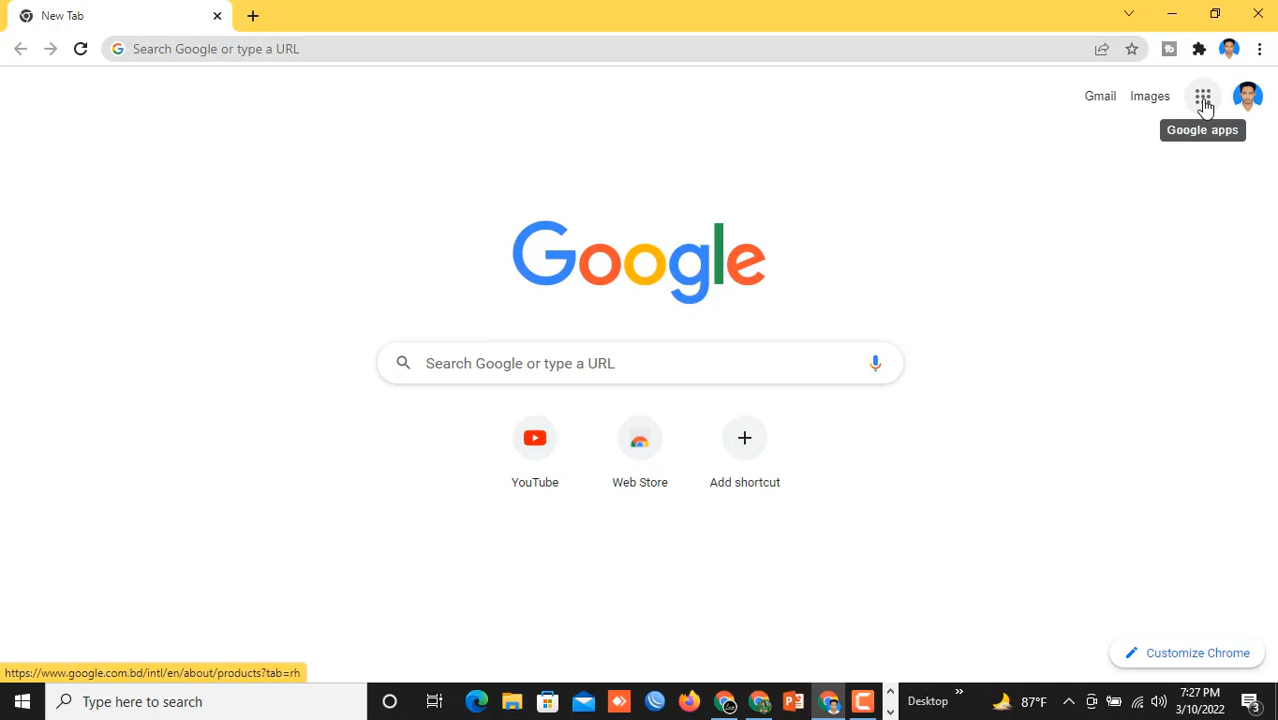 New Tab
Search Google or type a URL
Gmail Images
Google apps
Google
Search Google or type a URL
YouTube Web Store Add shortcut
Customize Chrome
https://www.google.com.bd/intl/en/about/products?tab=rh
Type here to search
Desktop
87°F
7:27 PM
3/10/2022
3